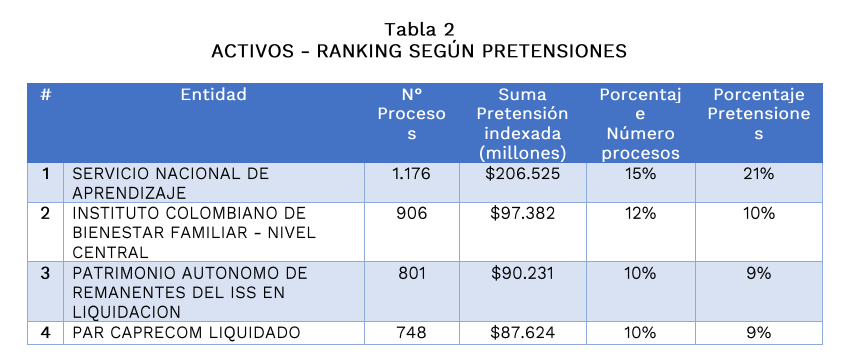 Tabla 2
ACTIVOS – RANKING SEGÚN PRETENSIONES
# Entidad N° Suma Porcentaj Porcentaje
Proceso Pretensión e Pretensione
s indexada Número s
(millones) procesos
1 SERVICIO NACIONAL DE 1.176 $206.525 15% 21%
APRENDIZAJE
2 INSTITUTO COLOMBIANO DE 906 $97.382 12% 10%
BIENESTAR FAMILIAR – NIVEL
CENTRAL
3 PATRIMONIO AUTONOMO DE 801 $90.231 10% 9%
REMANENTES DEL ISS EN
LIQUIDACION
4 PAR CAPRECOM LIQUIDADO 748 $87.624 10% 9%